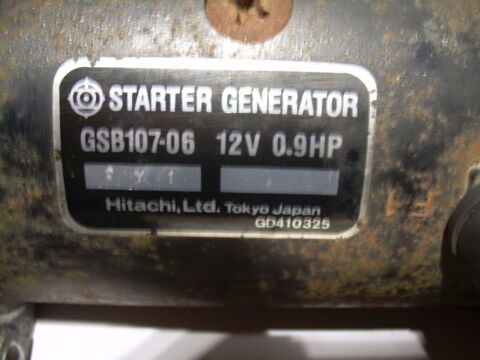 STARTER GENERATOR
GSB107-06 12V 0.9HP
Hitachi, Ltd. Tokyo Japan
GD410325